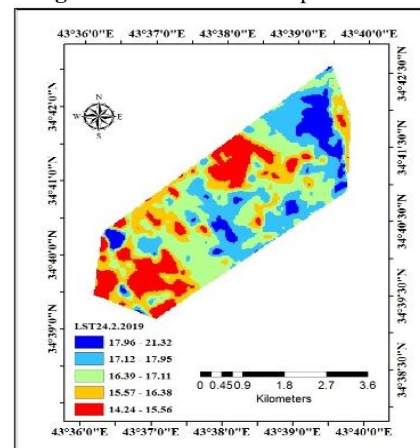 43°36'0"E 43°37'0"E 43°38'0"E 43°39'0"E 43°40'0"E
34°42'0"N
34°41'0"N
34°40'0"N
34°39'0"N
34°42'30"N
34°41'30"N
34°40'30"N
34°39'30"N
34°38'30"N
N
W E
S
LST24.2.2019
17.96 - 21.32
17.12 - 17.95
16.39 - 17.11
15.57 - 16.38
14.24 - 15.56
0 0.450.9 1.8 2.7 3.6
Kilometers
43°36'0"E 43°37'0"E 43°38'0"E 43°39'0"E 43°40'0"E